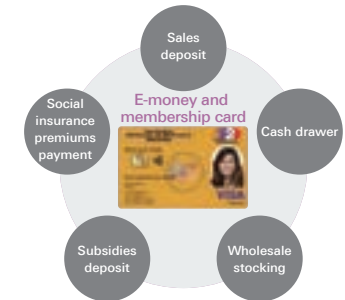 Sales
deposit
E-money and
membership card
Social
insurance
premiums
payment
Cash drawer
VISA
Subsidies
deposit
Wholesale
stocking